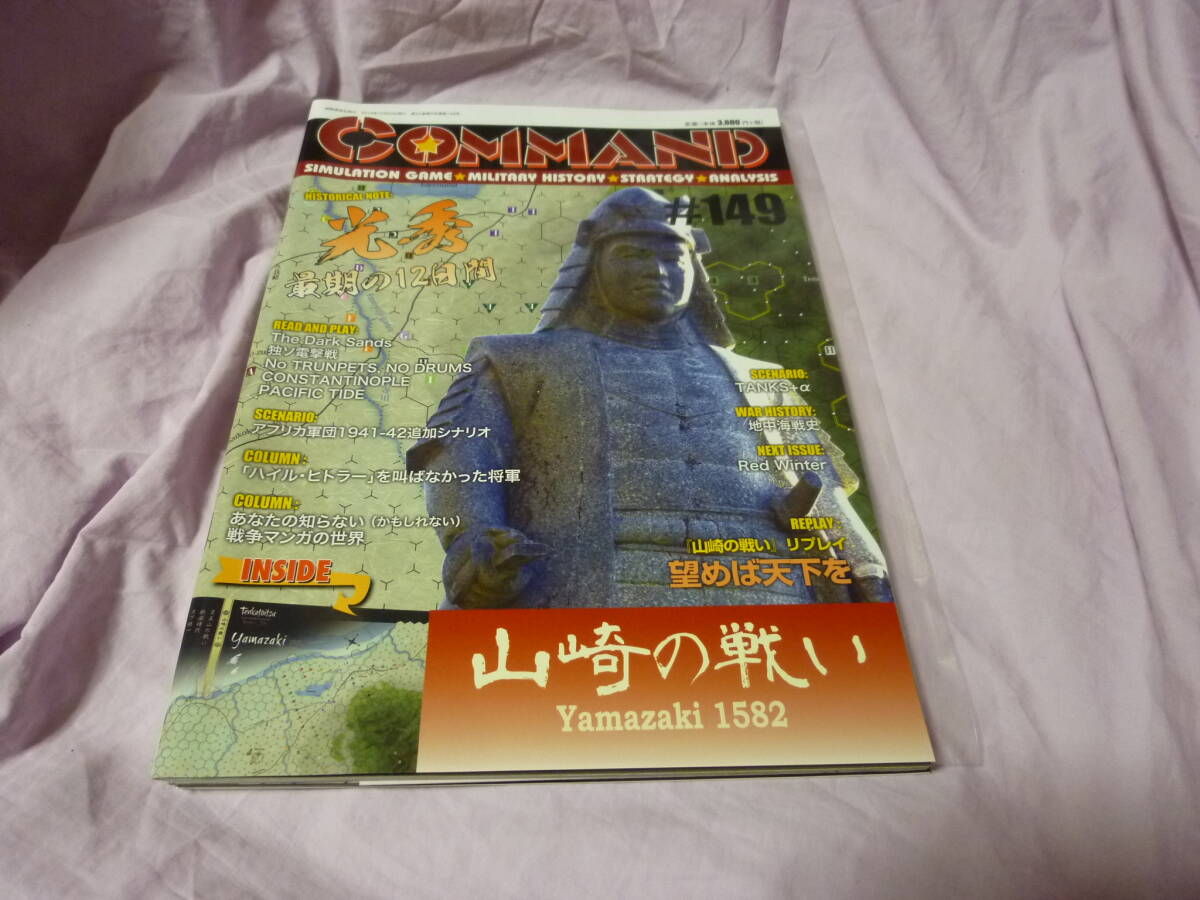 3,600
COMMAND
SIMULATION GAME★MILITARY HISTORY★STRATEGY★ANALYSIS
#149
HISTORICAL NOTE:
光秀
最期の12日間
READ AND PLAY:
The Dark Sands
独ソ電撃戦
No TRUNPETS, NO DRUMS
CONSTANTINOPLE
PACIFIC TIDE
SCENARIO:
アフリカ軍団1941-42追加シナリオ
COLUMN:
「ハイル・ヒトラー」を叫ばなかった将軍
COLUMN:
あなたの知らない（かもしれない）
戦争マンガの世界
SCENARIO:
TANKS+α
WAR HISTORY:
地中海戦史
NEXT ISSUE:
Red Winter
REPLAY:
『山崎の戦い』リプレイ
望めば天下を
INSIDE
Yamazaki
山崎の戦い
Yamazaki 1582